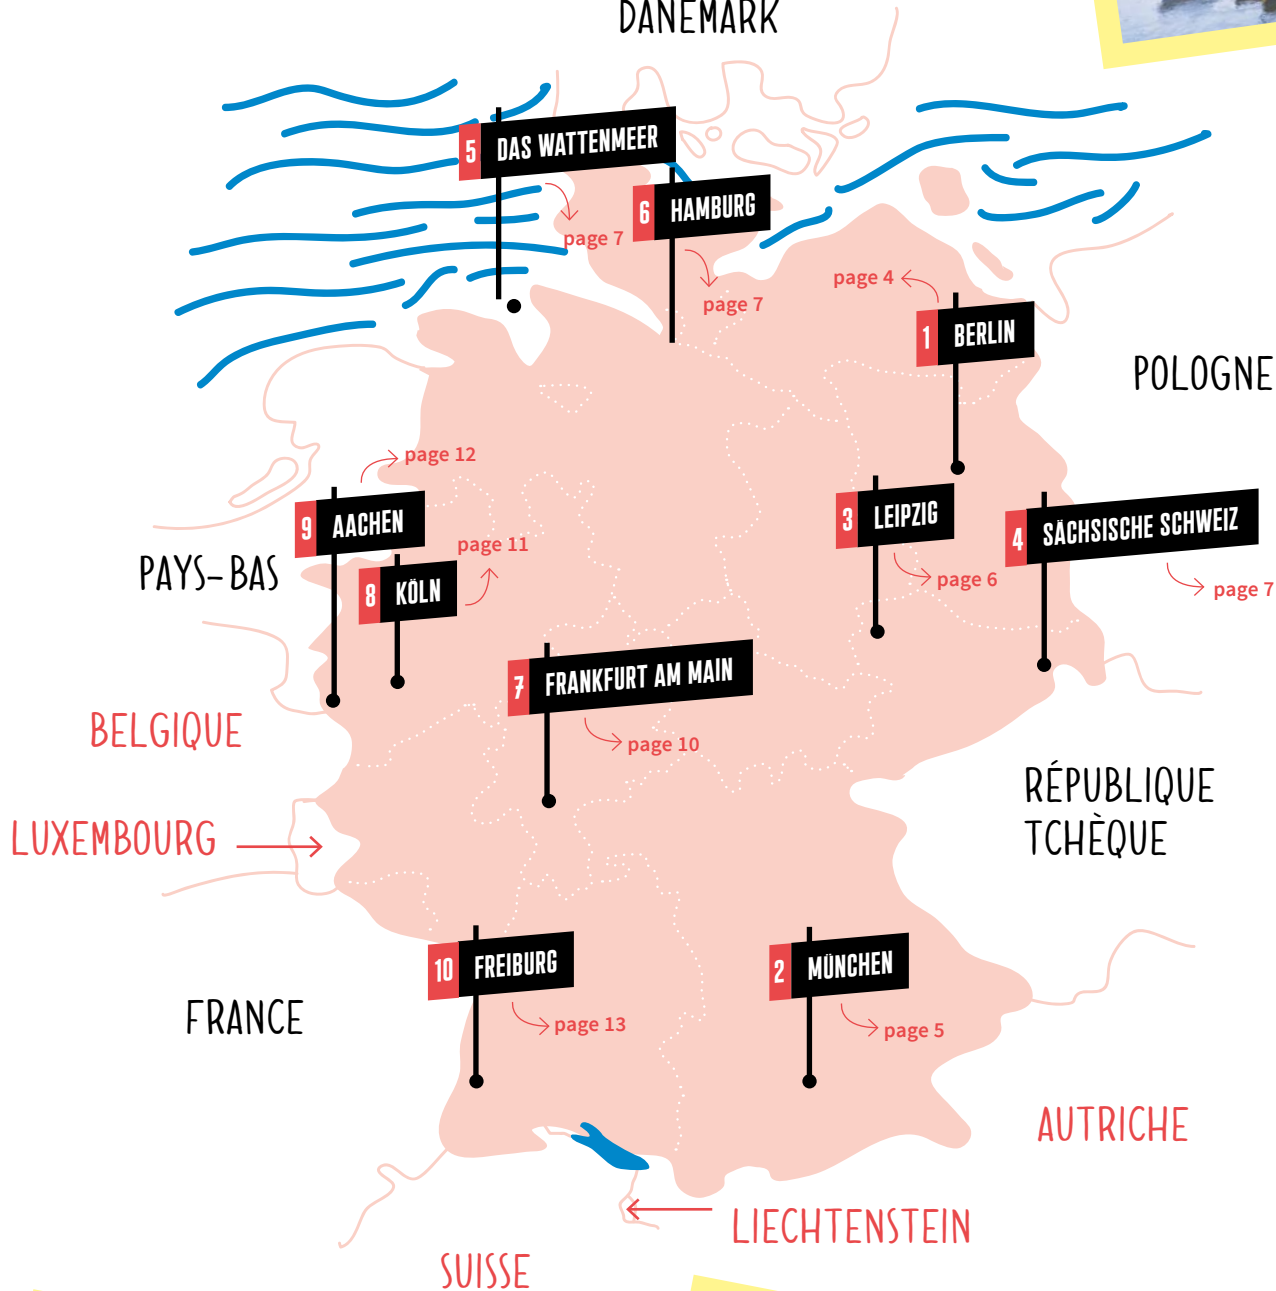 DANEMARK
5 DAS WATTENMEER
page 7
6 HAMBURG
page 7
page 4
1 BERLIN
POLOGNE
page 12
9 AACHEN
page 11
PAYS-BAS
8 KÖLN
3 LEIPZIG
page 6
4 SÄCHSISCHE SCHWEIZ
page 7
7 FRANKFURT AM MAIN
page 10
BELGIQUE
RÉPUBLIQUE
TCHÈQUE
LUXEMBOURG
10 FREIBURG
page 13
2 MÜNCHEN
page 5
FRANCE
AUTRICHE
LIECHTENSTEIN
SUISSE